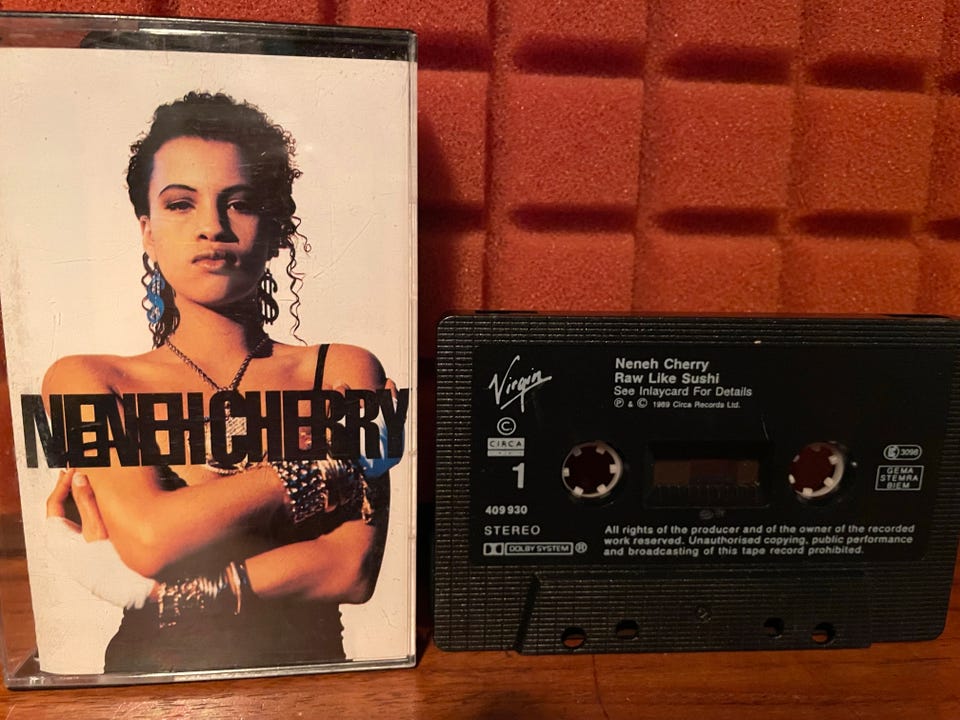 NENEH CHERRY
Virgin
Neneh Cherry
Raw Like Sushi
See Inlaycard For Details
Ⓟ & © 1989 Circa Records Ltd.
©
CIRCA
1
409 930
STEREO
DOLBY SYSTEM ®
3098
GEMA
STEMRA
BIEM
All rights of the producer and of the owner of the recorded
work reserved. Unauthorised copying, public performance
and broadcasting of this tape record prohibited.